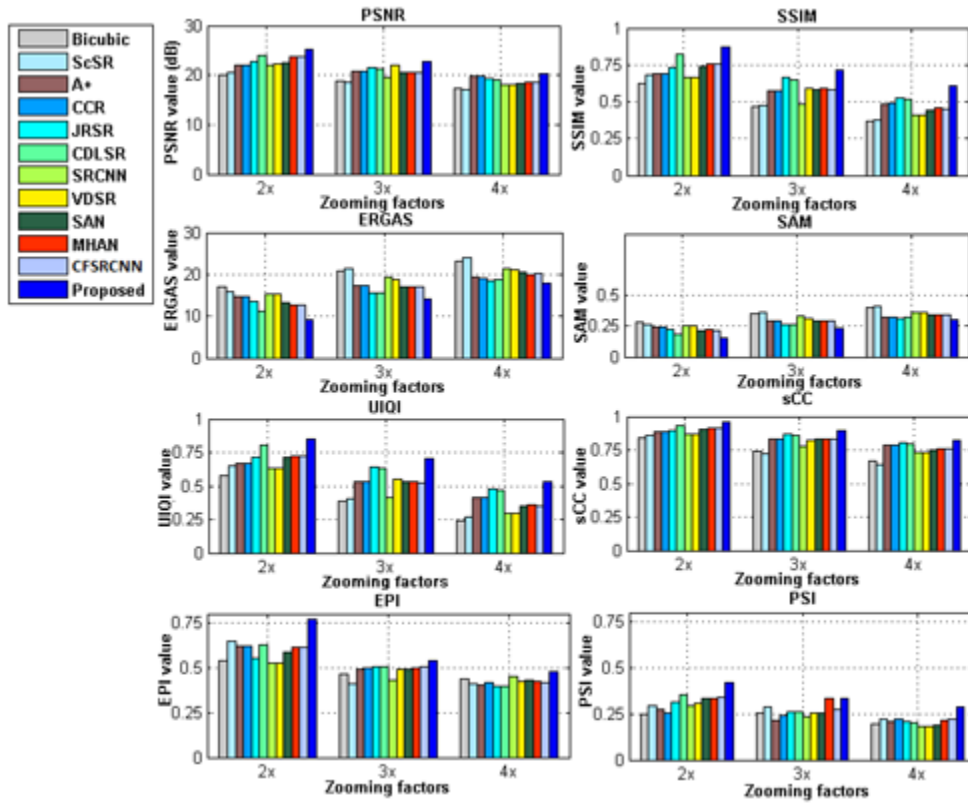 Bicubic
ScSR
A+
CCR
JRSR
CDLSR
SRCNN
VDSR
SAN
MHAN
CFSRCNN
Proposed
PSNR
PSNR value (dB)
30
20
10
0
2x 3x 4x
Zooming factors
SSIM
SSIM value
1
0.75
0.5
0.25
0
2x 3x 4x
Zooming factors
ERGAS
ERGAS value
30
20
10
0
2x 3x 4x
Zooming factors
SAM
SAM value
0.5
0.25
0
2x 3x 4x
Zooming factors
UIQI
UIQI value
1
0.75
0.5
0.25
0
2x 3x 4x
Zooming factors
sCC
sCC value
1
0.75
0.5
0.25
0
2x 3x 4x
Zooming factors
EPI
EPI value
0.75
0.5
0.25
0
2x 3x 4x
Zooming factors
PSI
PSI value
0.75
0.5
0.25
0
2x 3x 4x
Zooming factors